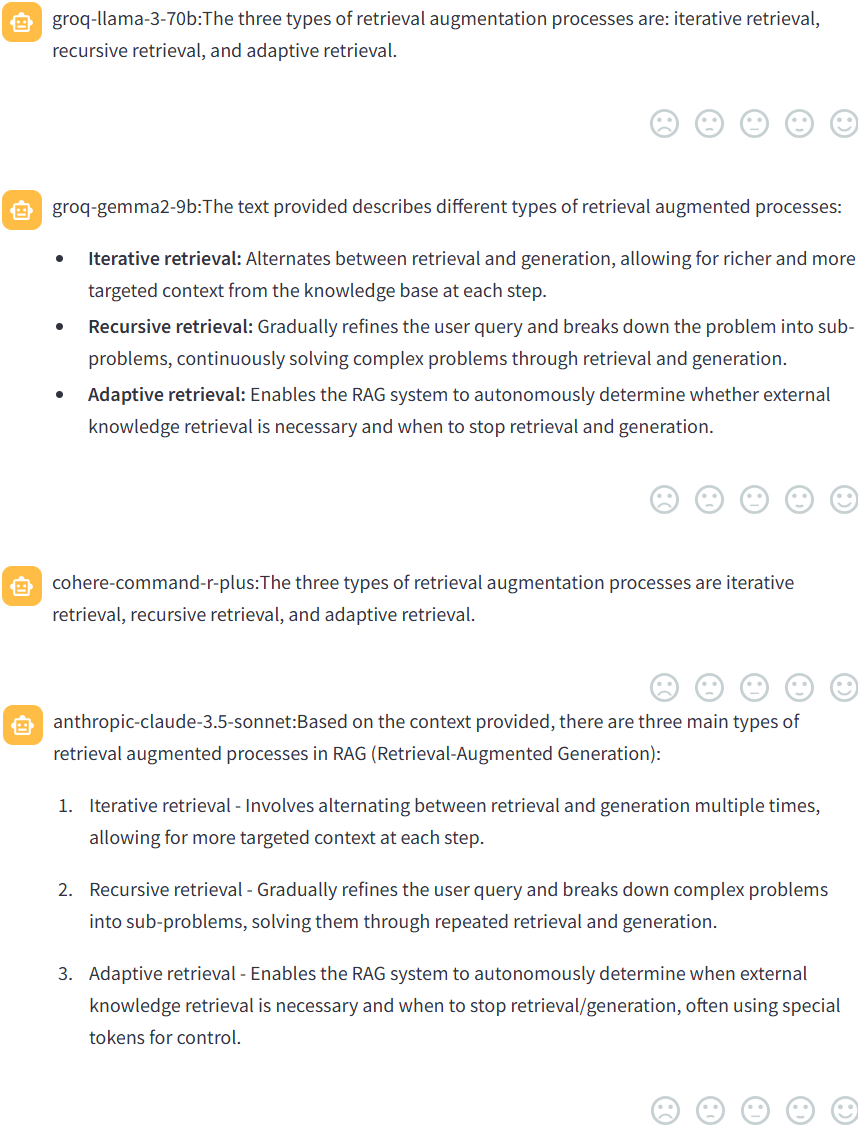 groq-llama-3-70b:The three types of retrieval augmentation processes are: iterative retrieval,
recursive retrieval, and adaptive retrieval.
groq-gemma2-9b:The text provided describes different types of retrieval augmented processes:
• Iterative retrieval: Alternates between retrieval and generation, allowing for richer and more
targeted context from the knowledge base at each step.
• Recursive retrieval: Gradually refines the user query and breaks down the problem into sub-
problems, continuously solving complex problems through retrieval and generation.
• Adaptive retrieval: Enables the RAG system to autonomously determine whether external
knowledge retrieval is necessary and when to stop retrieval and generation.
cohere-command-r-plus:The three types of retrieval augmentation processes are iterative
retrieval, recursive retrieval, and adaptive retrieval.
anthropic-claude-3.5-sonnet:Based on the context provided, there are three main types of
retrieval augmented processes in RAG (Retrieval-Augmented Generation):
1. Iterative retrieval - Involves alternating between retrieval and generation multiple times,
allowing for more targeted context at each step.
2. Recursive retrieval - Gradually refines the user query and breaks down complex problems
into sub-problems, solving them through repeated retrieval and generation.
3. Adaptive retrieval - Enables the RAG system to autonomously determine when external
knowledge retrieval is necessary and when to stop retrieval/generation, often using special
tokens for control.